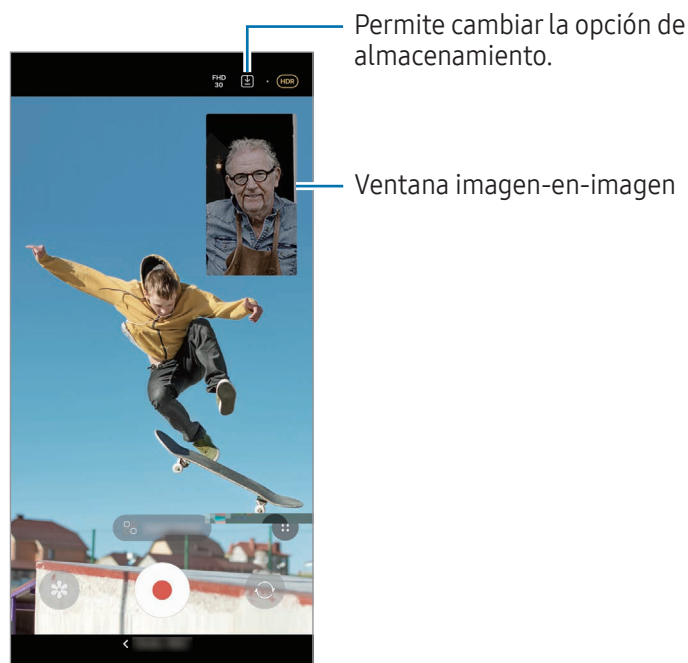 Permite cambiar la opción de
almacenamiento.
FHD
30
HDR
Ventana imagen-en-imagen